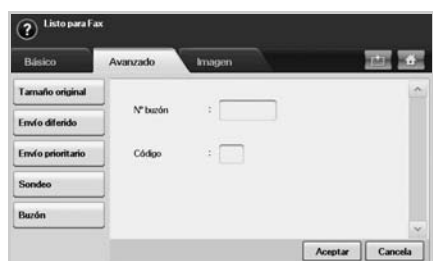 Listo para Fax
Básico
Avanzado
Imagen
Tamaño original
Envío diferido
Envío prioritario
Sondeo
Buzón
Nº buzón :
Código :
Aceptar
Cancela